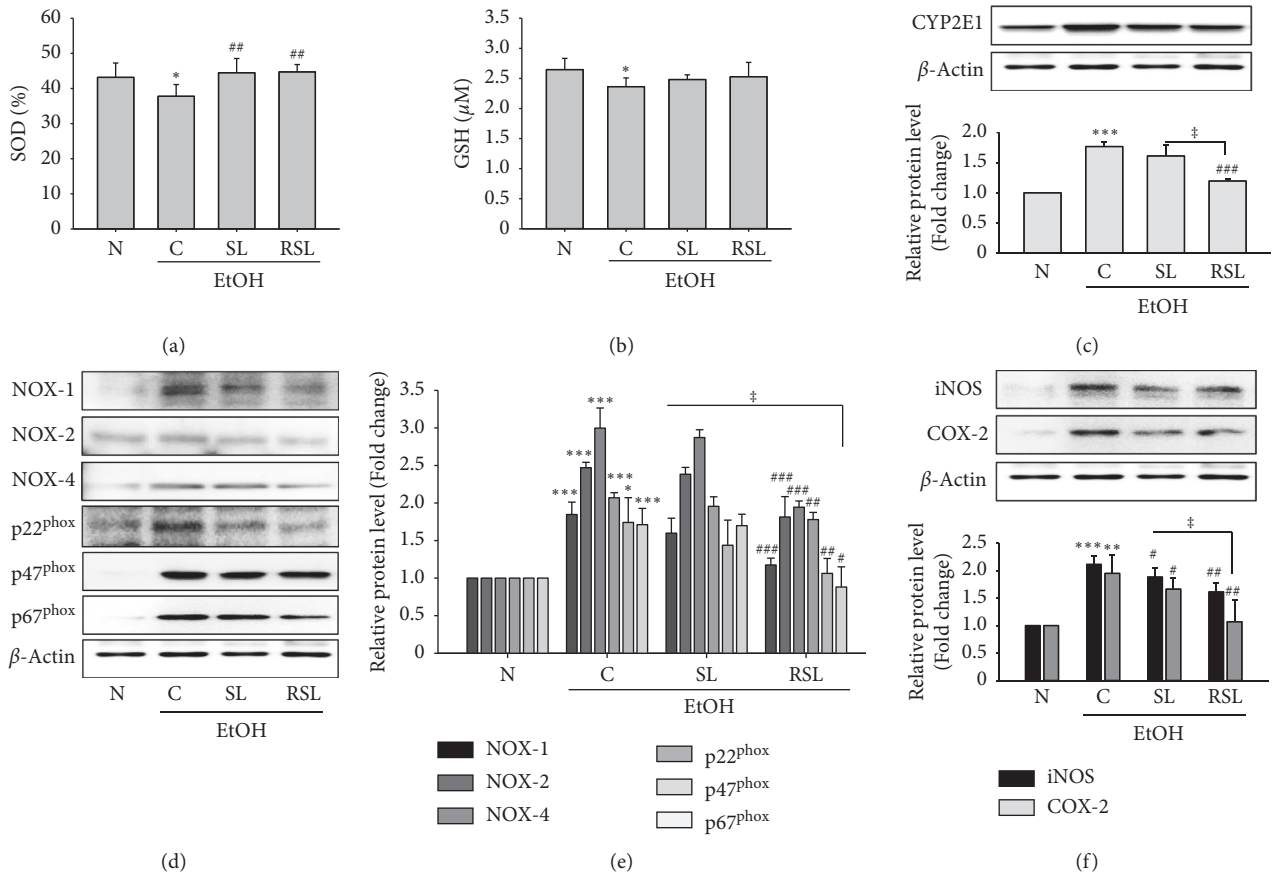 SOD (%)
60
50
40
30
20
10
0
*
##
##
N C SL RSL
EtOH
(a)
GSH (µM)
3.5
3.0
2.5
2.0
1.5
1.0
0.5
0
*
N C SL RSL
EtOH
(b)
CYP2E1
β-Actin
Relative protein level
(Fold change)
2.0
1.5
1.0
0
***
‡
###
N C SL RSL
EtOH
(c)
NOX-1
NOX-2
NOX-4
p22phox
p47phox
p67phox
β-Actin
N C SL RSL
EtOH
(d)
Relative protein level (Fold change)
3.5
3.0
2.5
2.0
1.5
1.0
0.5
0
***
***
***
***
*
***
‡
###
###
###
##
##
#
N C SL RSL
EtOH
NOX-1
NOX-2
NOX-4
p22phox
p47phox
p67phox
(e)
iNOS
COX-2
β-Actin
Relative protein level
(Fold change)
2.5
2.0
1.5
1.0
0
*** **
‡
#
#
##
##
N C SL RSL
EtOH
iNOS
COX-2
(f)